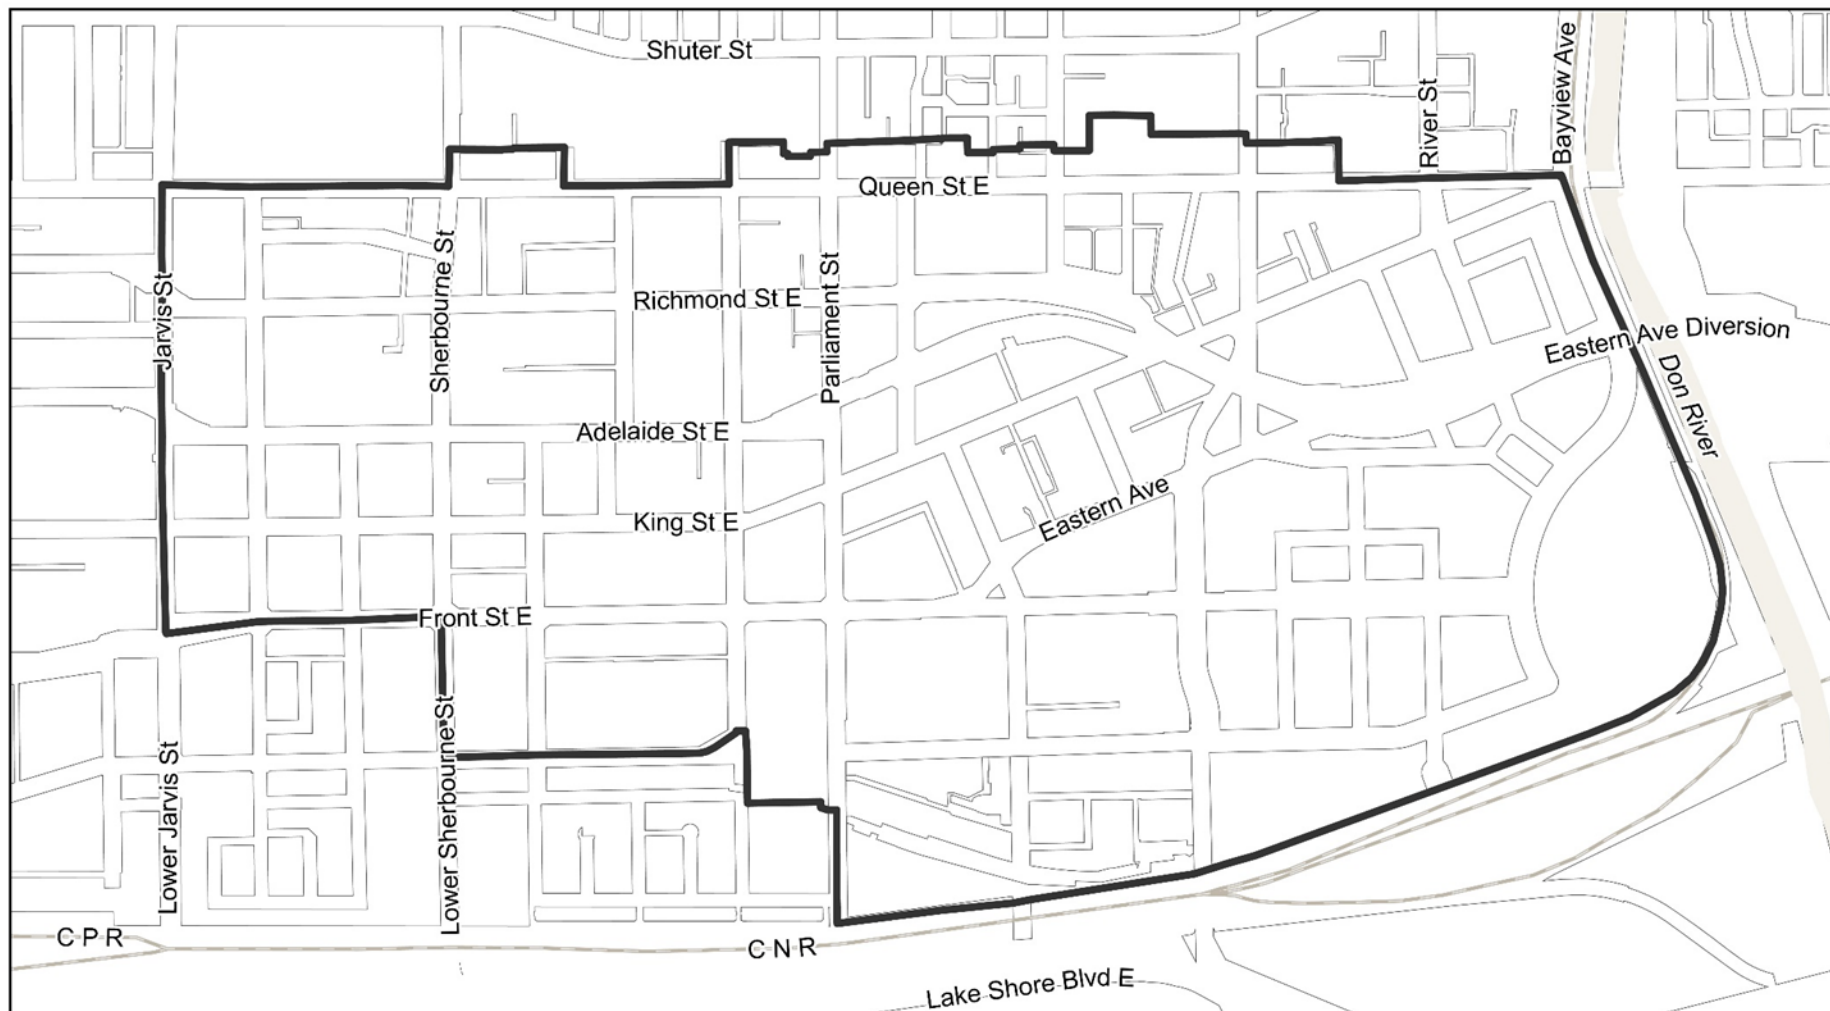 Shuter St
Bayview Ave
River St
Queen St E
Jarvis St
Sherbourne St
Richmond St E
Parliament St
Eastern Ave Diversion
Don River
Adelaide St E
King St E
Eastern Ave
Front St E
Lower Jarvis St
Lower Sherbourne St
C P R
C N R
Lake Shore Blvd E